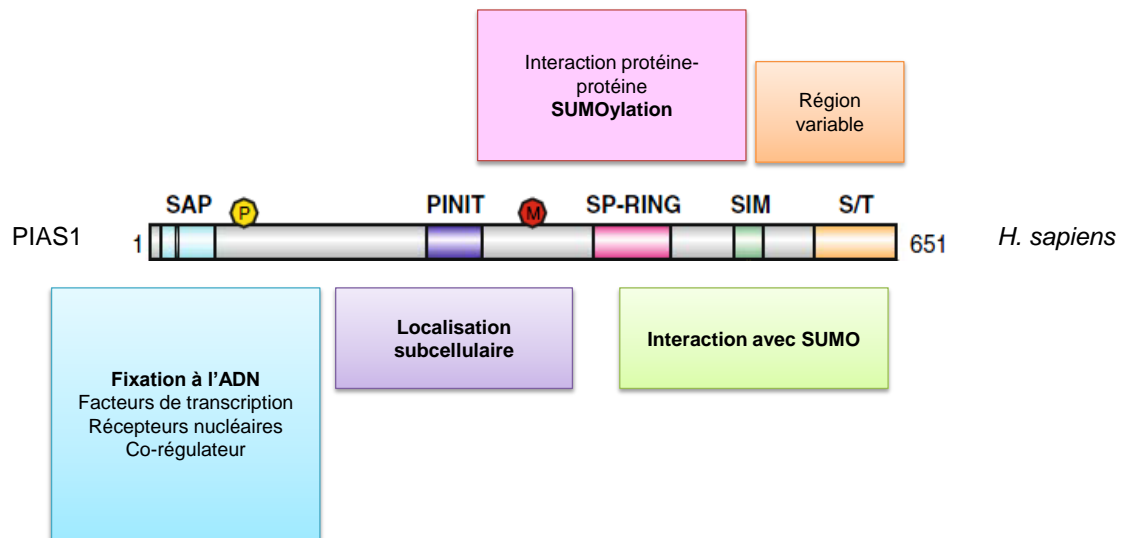 Interaction protéine-
protéine
SUMOylation
Région
variable
SAP
P
PINIT
M
SP-RING
SIM
S/T
PIAS1
1
651
H. sapiens
Fixation à l'ADN
Facteurs de transcription
Récepteurs nucléaires
Co-régulateur
Localisation
subcellulaire
Interaction avec SUMO